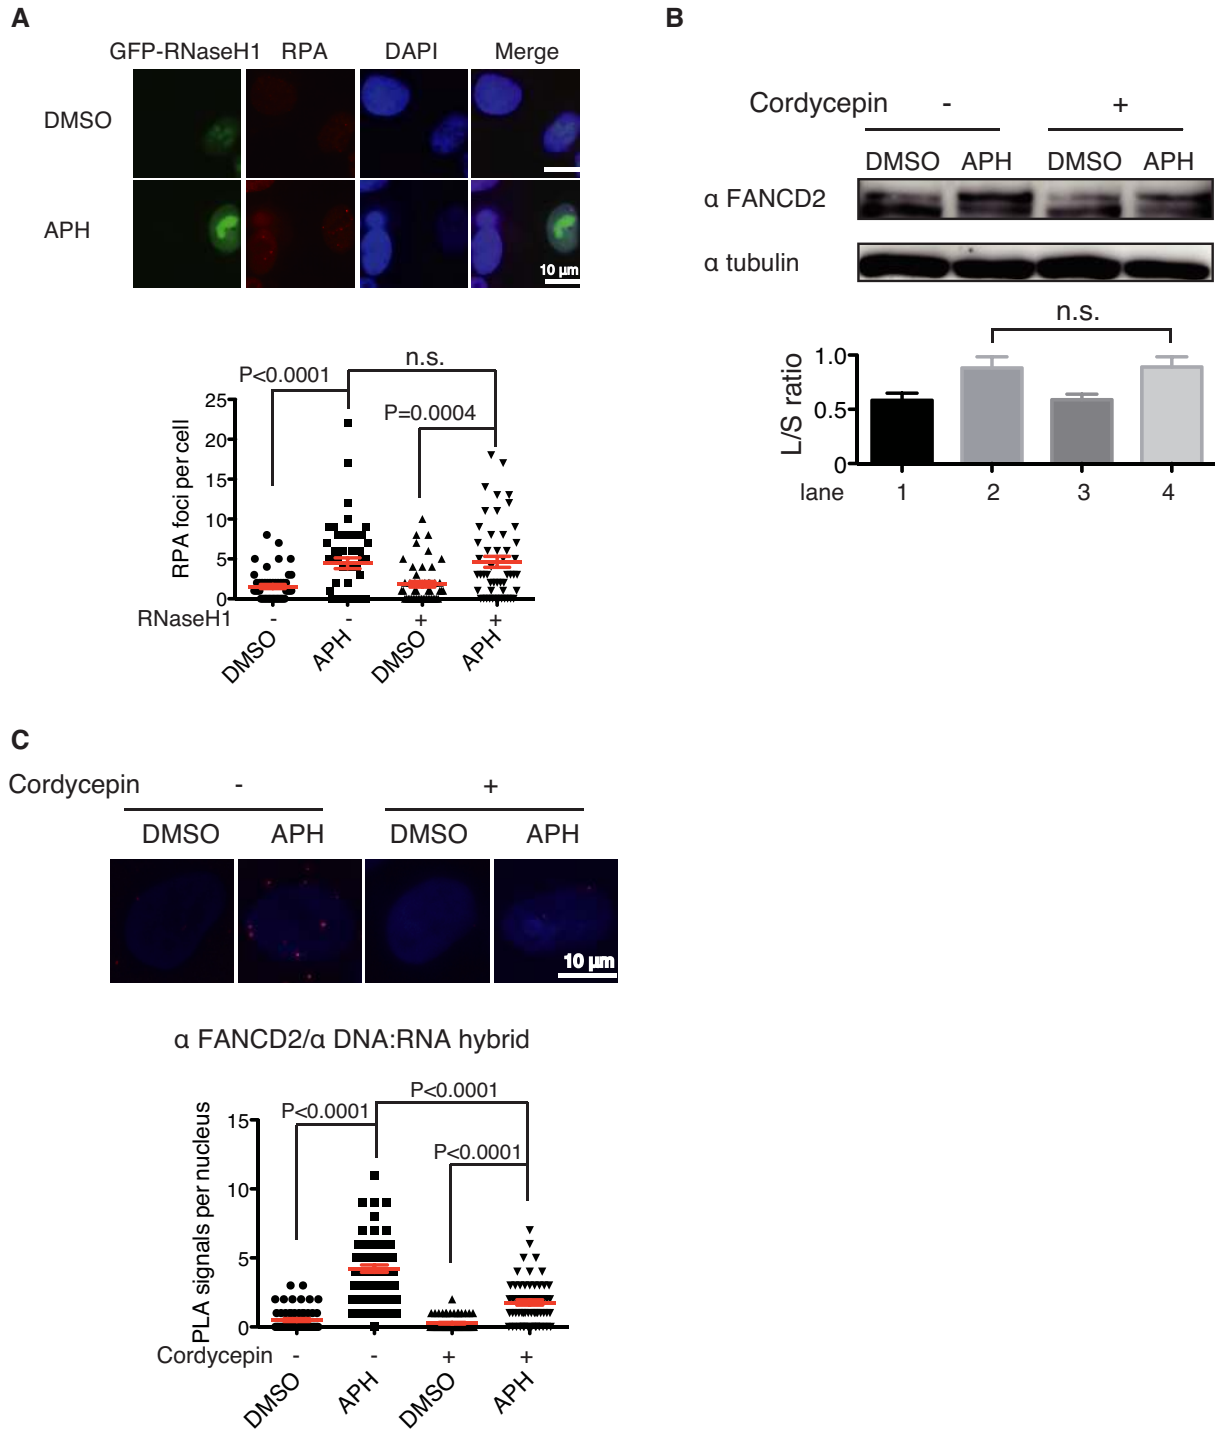 A
GFP-RNaseH1 RPA DAPI Merge
DMSO
APH
10 µm
P<0.0001
n.s.
P=0.0004
RPA foci per cell
25
20
15
10
5
0
RNaseH1 - - + +
DMSO APH DMSO APH
B
Cordycepin - +
DMSO APH DMSO APH
α FANCD2
α tubulin
n.s.
L/S ratio
1.0
0.5
0
lane 1 2 3 4
C
Cordycepin - +
DMSO APH DMSO APH
10 µm
α FANCD2/α DNA:RNA hybrid
P<0.0001
P<0.0001
P<0.0001
PLA signals per nucleus
15
10
5
0
Cordycepin - - + +
DMSO APH DMSO APH